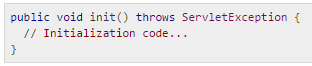 public void init() throws ServletException {
  // Initialization code...
}